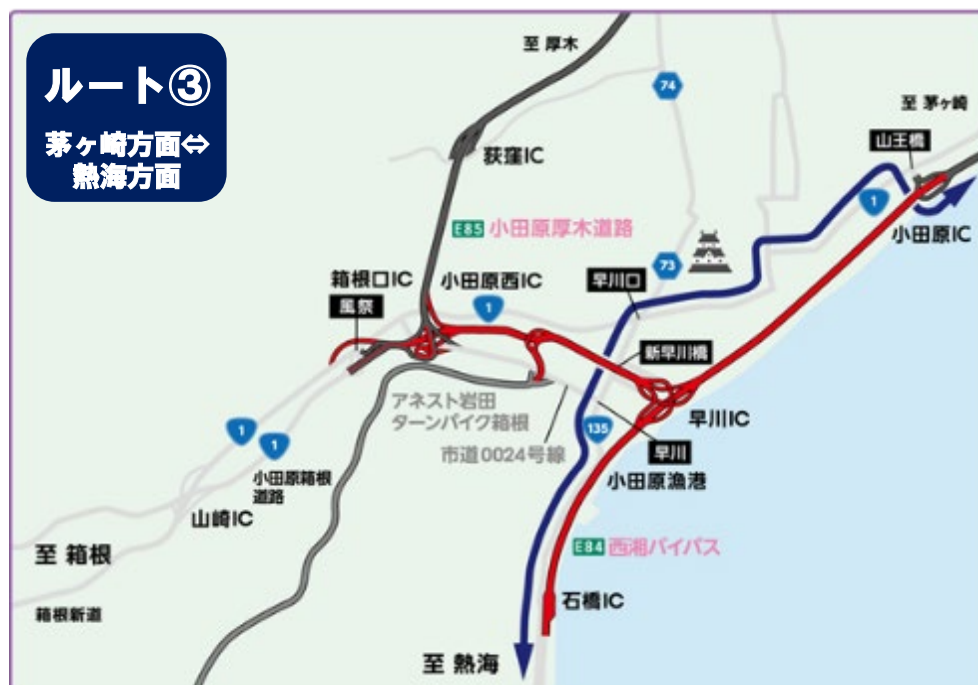 ルート③
茅ヶ崎方面⇔
熱海方面
至 厚木
74
至 茅ヶ崎
山王橋
荻窪IC
1
E85 小田原厚木道路
小田原IC
箱根口IC
小田原西IC
73
早川口
風祭
1
新早川橋
アネスト岩田
ターンパイク箱根
早川IC
135
市道0024号線
早川
1
1
小田原漁港
小田原箱根
道路
山崎IC
至 箱根
E84 西湘バイパス
石橋IC
箱根新道
至 熱海